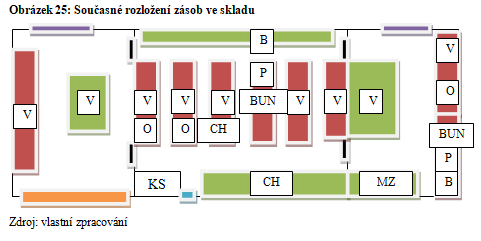 Obrázek 25: Současné rozložení zásob ve skladu
B
V
P
O
V
V
V
V
BUN
V
V
V
O
O
CH
BUN
P
KS
CH
MZ
B
Zdroj: vlastní zpracování